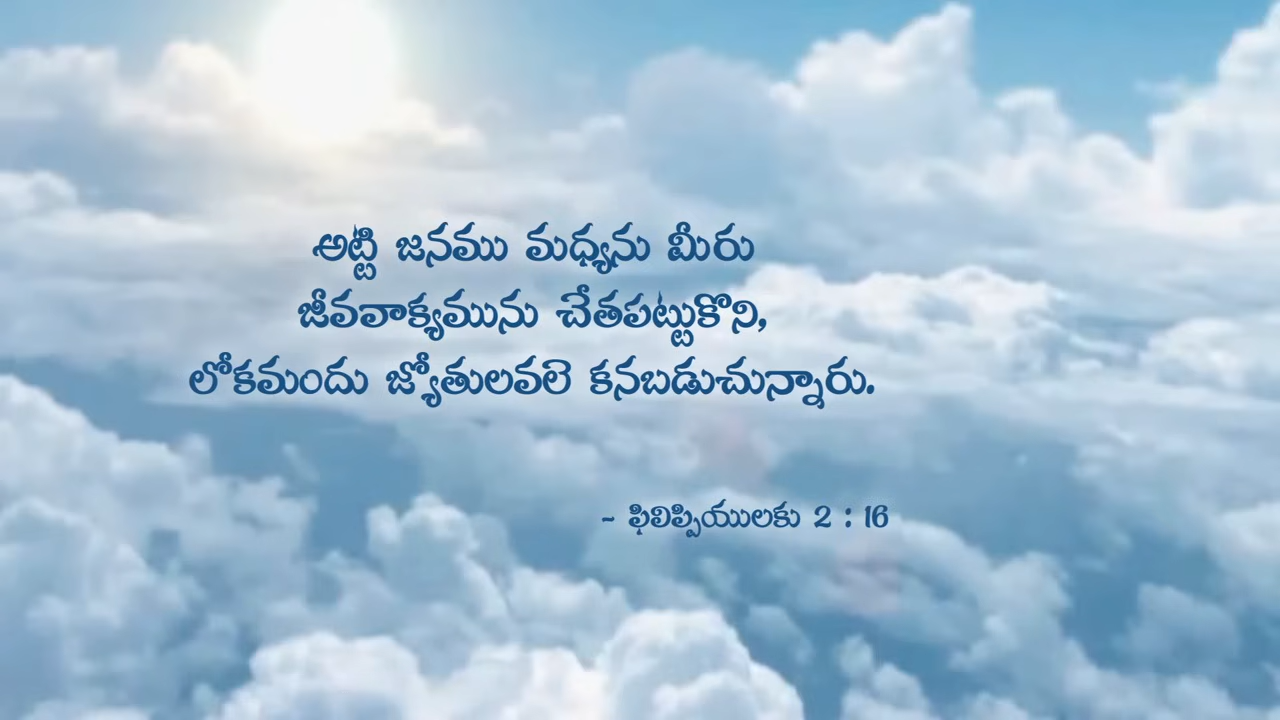 అట్టి జనము మధ్యను మీరు
జీవవాక్యమును చేతపట్టుకొని,
లోకమందు జ్యోతులవలె కనబడుచున్నారు.
~ ఫిలిప్పియులకు 2 : 16